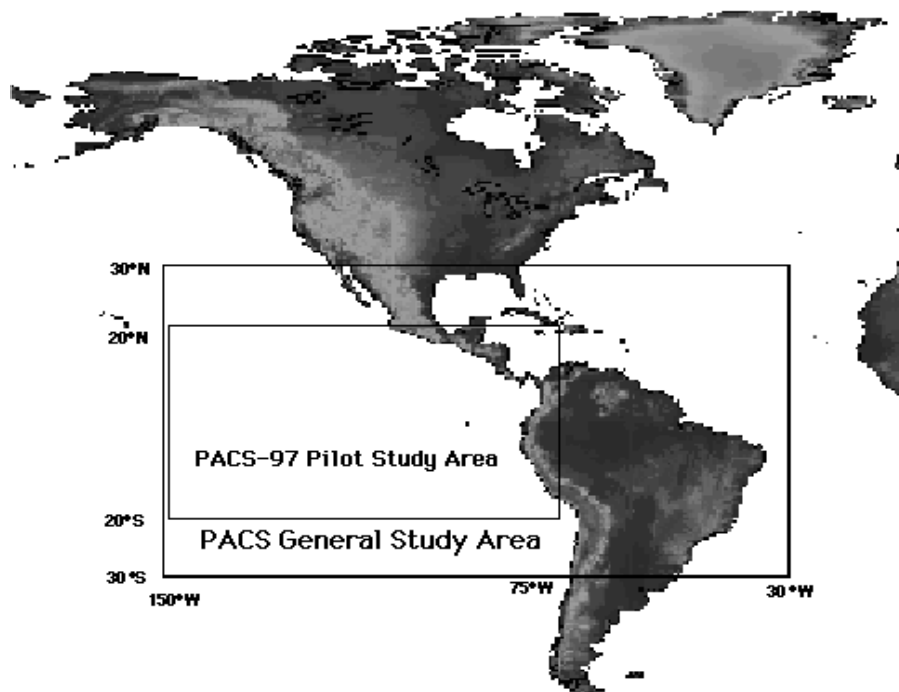 30°N
20°N
PACS-97 Pilot Study Area
20°S
PACS General Study Area
30°S
150°W
75°W
30°W